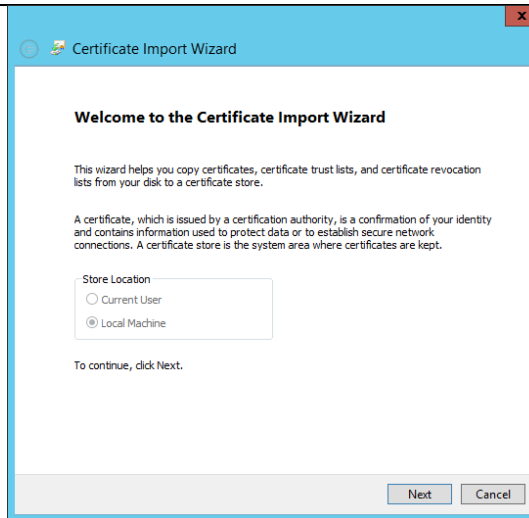 x
Certificate Import Wizard
Welcome to the Certificate Import Wizard
This wizard helps you copy certificates, certificate trust lists, and certificate revocation
lists from your disk to a certificate store.
A certificate, which is issued by a certification authority, is a confirmation of your identity
and contains information used to protect data or to establish secure network
connections. A certificate store is the system area where certificates are kept.
Store Location
Current User
Local Machine
To continue, click Next.
Next Cancel